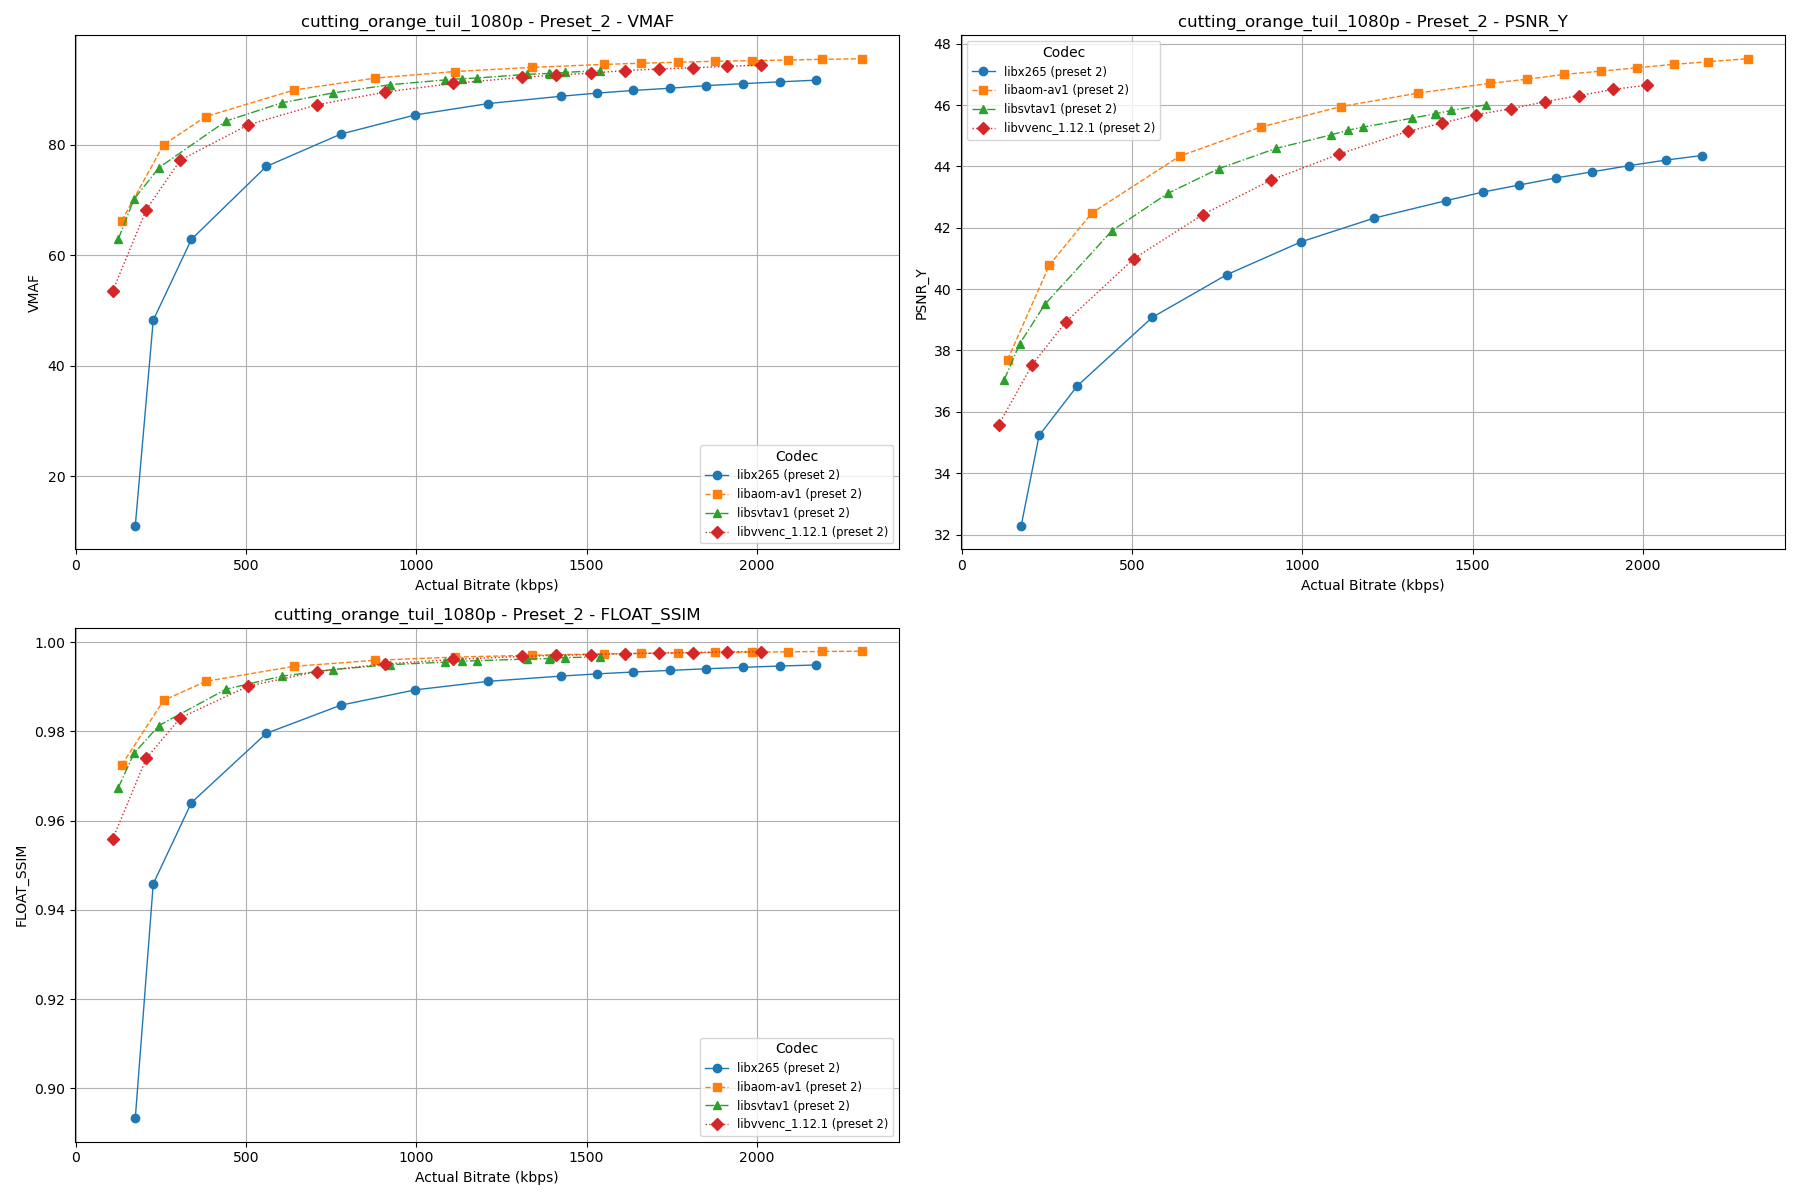 cutting_orange_tuil_1080p - Preset_2 - VMAF
VMAF
80
60
40
20
0
500
1000
1500
2000
Actual Bitrate (kbps)
Codec
libx265 (preset 2)
libaom-av1 (preset 2)
libsvtav1 (preset 2)
libvvenc_1.12.1 (preset 2)
cutting_orange_tuil_1080p - Preset_2 - PSNR_Y
PSNR_Y
48
46
44
42
40
38
36
34
32
0
500
1000
1500
2000
Actual Bitrate (kbps)
Codec
libx265 (preset 2)
libaom-av1 (preset 2)
libsvtav1 (preset 2)
libvvenc_1.12.1 (preset 2)
cutting_orange_tuil_1080p - Preset_2 - FLOAT_SSIM
FLOAT_SSIM
1.00
0.98
0.96
0.94
0.92
0.90
0
500
1000
1500
2000
Actual Bitrate (kbps)
Codec
libx265 (preset 2)
libaom-av1 (preset 2)
libsvtav1 (preset 2)
libvvenc_1.12.1 (preset 2)